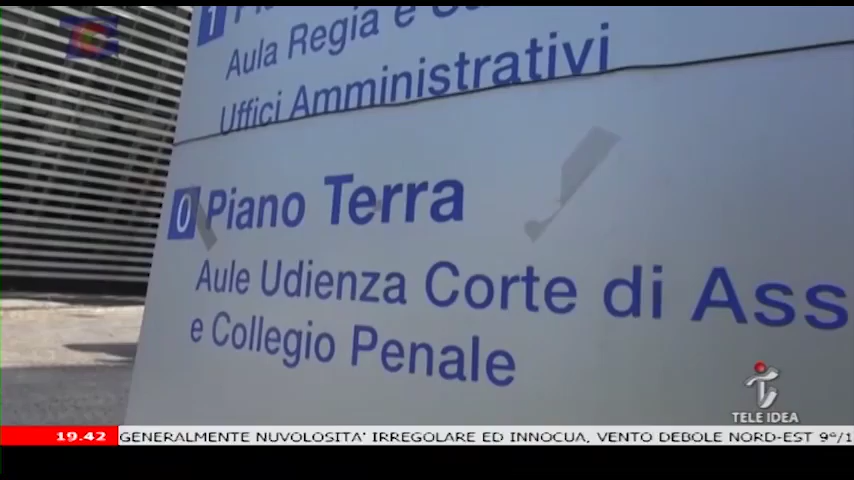 1
Aula Regia e
Uffici Amministrativi
0 Piano Terra
Aule Udienza Corte di Ass
e Collegio Penale
TELE IDEA
19.42 GENERALMENTE NUVOLOSITA' IRREGOLARE ED INNOCUA, VENTO DEBOLE NORD-EST 9°/1